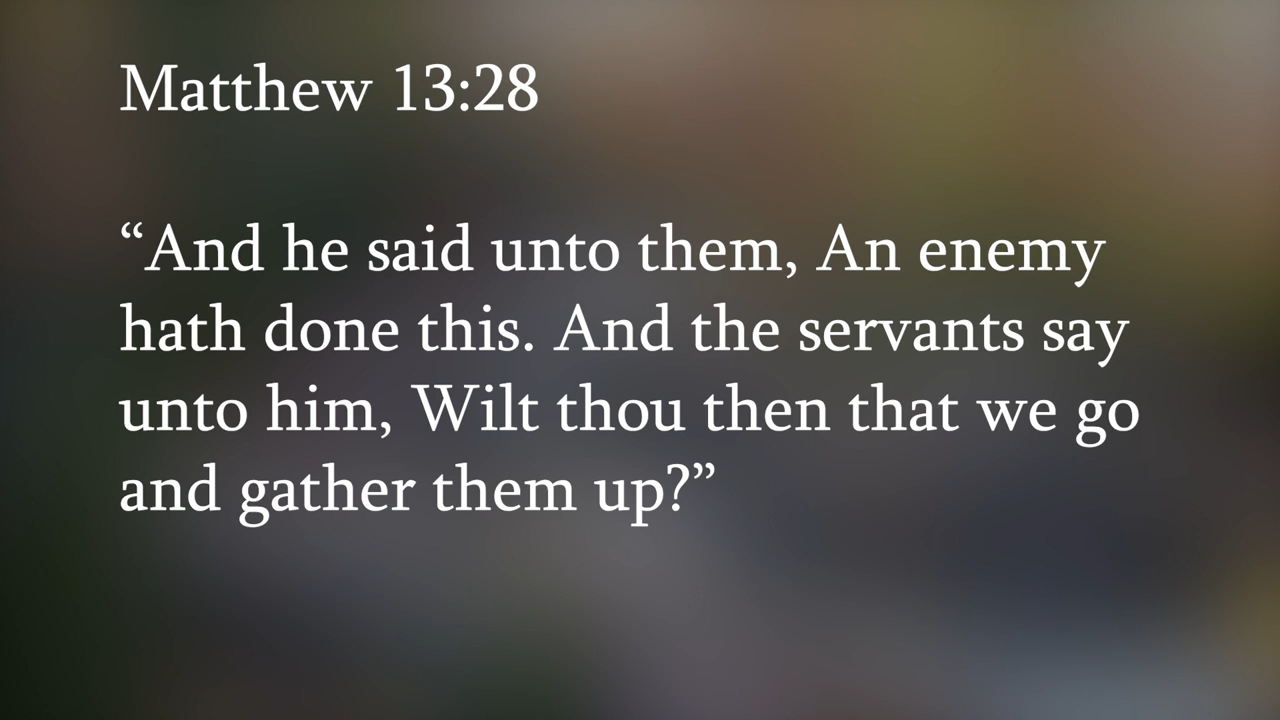 Matthew 13:28
“And he said unto them, An enemy
hath done this. And the servants say
unto him, Wilt thou then that we go
and gather them up?”